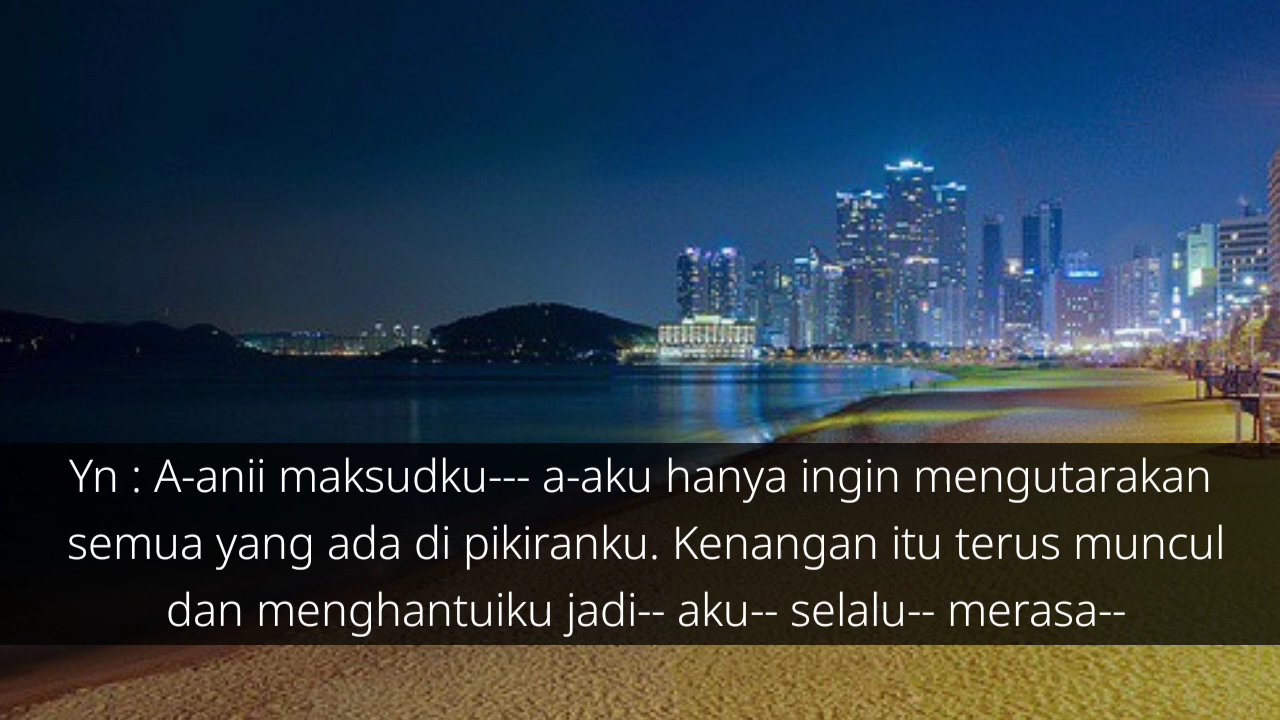 Yn : A-anii maksudku--- a-aku hanya ingin mengutarakan
semua yang ada di pikiranku. Kenangan itu terus muncul
dan menghantuiku jadi-- aku-- selalu-- merasa--